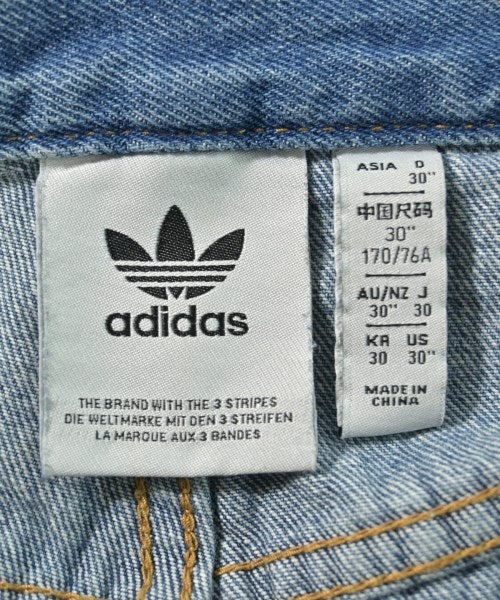 adidas
THE BRAND WITH THE 3 STRIPES
DIE WELTMARKE MIT DEN 3 STREIFEN
LA MARQUE AUX 3 BANDES
ASIA D
30"
中国尺码
30"
170/76A
AU/NZ J
30" 30
KR US
30 30"
MADE IN
CHINA